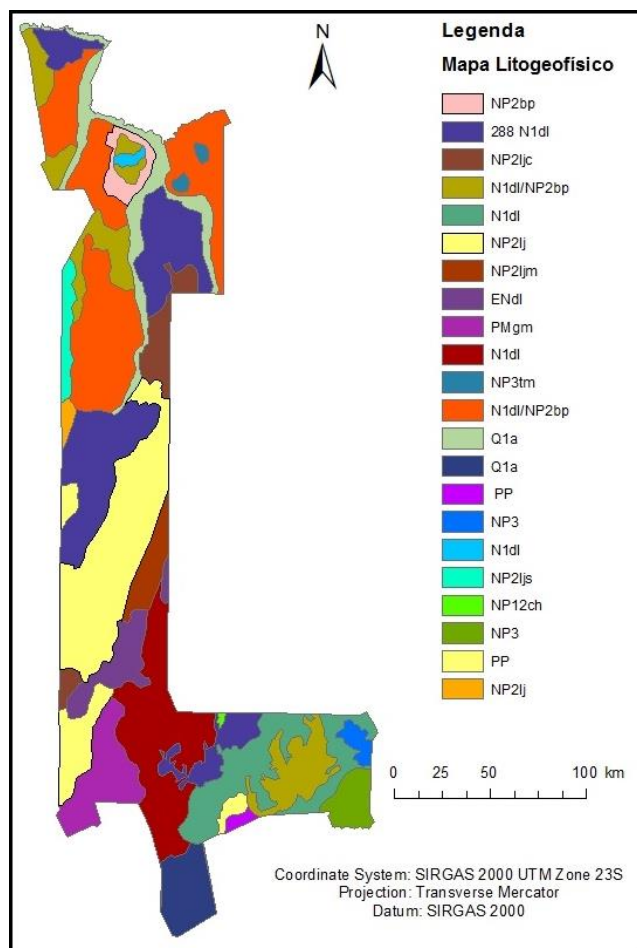 N
Legenda
Mapa Litogeofísico
NP2bp
288 N1dl
NP2ljc
N1dl/NP2bp
N1dl
NP2lj
NP2ljm
ENdl
PMgm
N1dl
NP3tm
N1dl/NP2bp
Q1a
Q1a
PP
NP3
N1dl
NP2ljs
NP12ch
NP3
PP
NP2lj
0 25 50 100 km
Coordinate System: SIRGAS 2000 UTM Zone 23S
Projection: Transverse Mercator
Datum: SIRGAS 2000